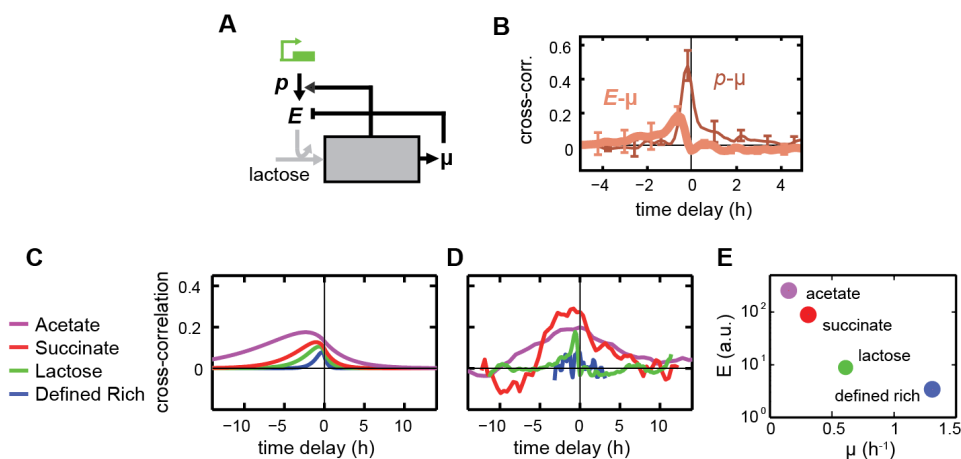 A
p
E
lactose
μ
B
cross-corr.
0.6
0.4
0.2
0
E-μ
p-μ
−4 −2 0 2 4
time delay (h)
C
Acetate
Succinate
Lactose
Defined Rich
cross-correlation
0.4
0.2
0
−10 −5 0 5 10
time delay (h)
D
−10 −5 0 5 10
time delay (h)
E
E (a.u.)
10²
10¹
10⁰
acetate
succinate
lactose
defined rich
0 0.5 1 1.5
μ (h⁻¹)